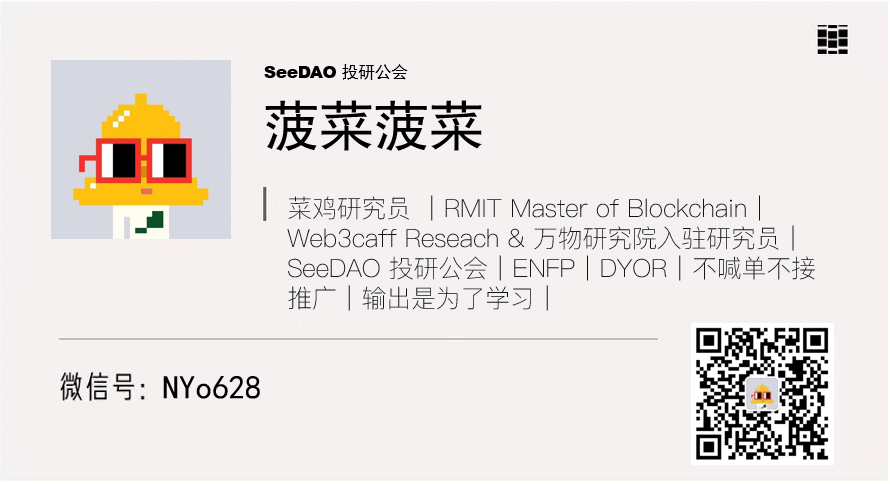 SeeDAO 投研公会
菠菜菠菜
菜鸡研究员 ｜RMIT Master of Blockchain｜
Web3caff Reseach & 万物研究院入驻研究员｜
SeeDAO 投研公会｜ENFP｜DYOR｜不喊单不接
推广｜输出是为了学习｜
微信号：NYo628